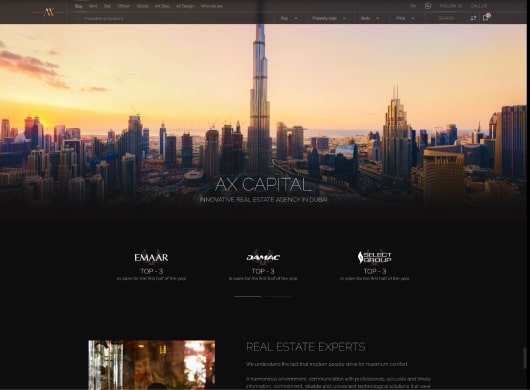 AX
Buy Rent Sell Offplan AX Blog AX Design Who we are
EN FOLLOW US CALL US
Buy Property type Beds Price SEARCH
AX CAPITAL
INNOVATIVE REAL ESTATE AGENCY IN DUBAI
EMAAR DAMAC SELECT GROUP
TOP - 3 TOP - 3 TOP - 3
in sales for the first half of the year in sales for the first half of the year in sales for the first half of the year
REAL ESTATE EXPERTS
We understand the fact that modern people strive for maximum comfort.
A harmonious environment, communication with professionals, accurate and timely
information, commitment, reliable and convenient technological solutions that save